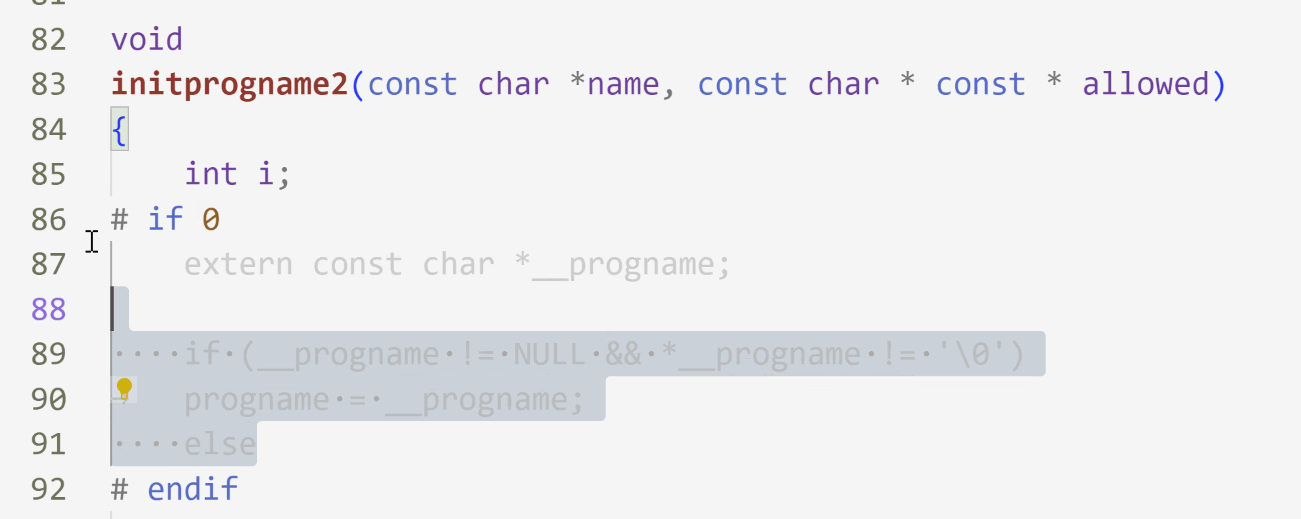 81
82 void
83 initprogname2(const char *name, const char * const * allowed)
84 {
85     int i;
86 # if 0
87     extern const char *__progname;
88
89 ····if·(__progname·!=·NULL·&&·*__progname·!=·'\0')
90     progname·=·__progname;
91 ····else
92 # endif